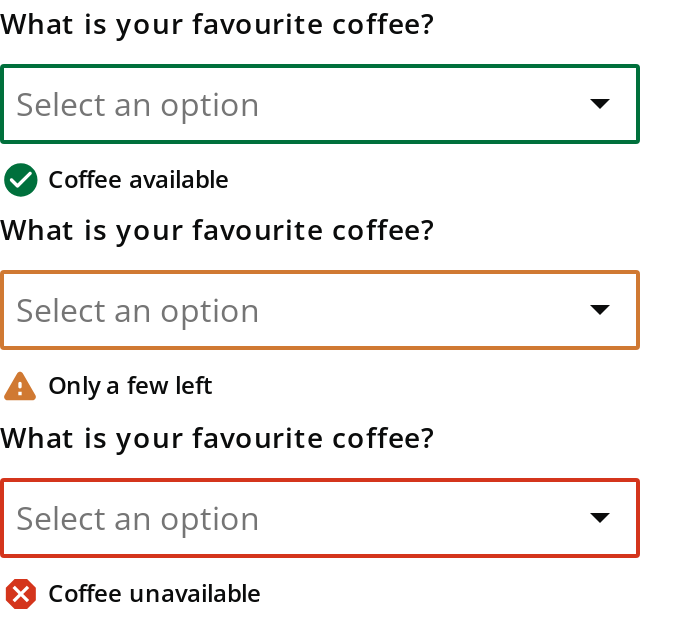 What is your favourite coffee?
Select an option
Coffee available
What is your favourite coffee?
Select an option
Only a few left
What is your favourite coffee?
Select an option
Coffee unavailable